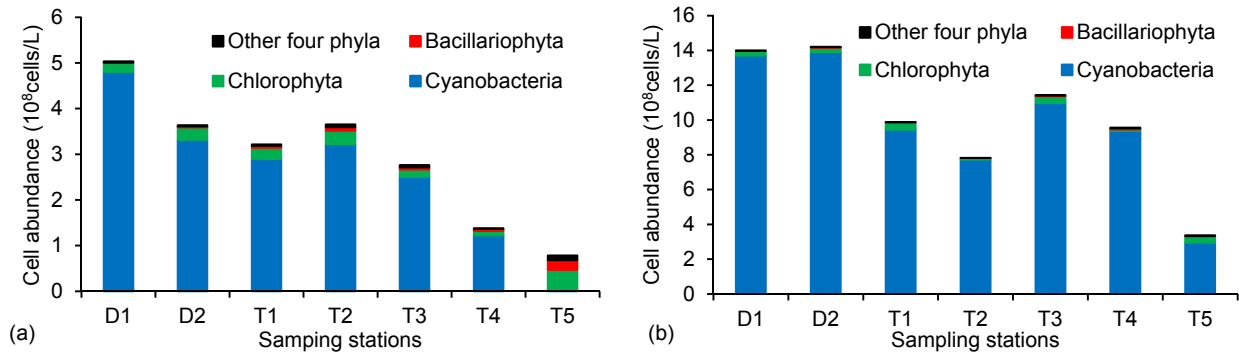 Cell abundance (10⁸cells/L)
6
5
4
3
2
1
0
Other four phyla
Bacillariophyta
Chlorophyta
Cyanobacteria
D1 D2 T1 T2 T3 T4 T5
Samping stations
(a)
Cell abundance (10⁸cells/L)
16
14
12
10
8
6
4
2
0
Other four phyla
Bacillariophyta
Chlorophyta
Cyanobacteria
D1 D2 T1 T2 T3 T4 T5
Sampling stations
(b)